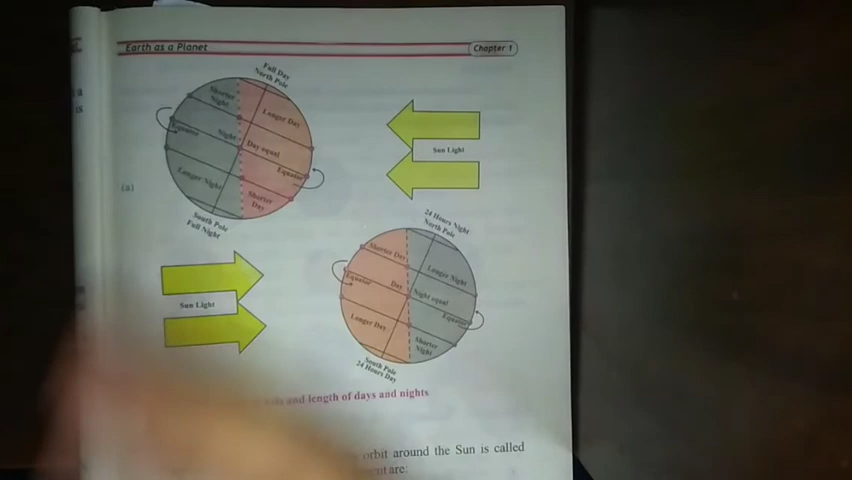 Earth as a Planet
Chapter 1
Full Day
North Pole
Shorter
Night
Longer Day
Equator
Night
Day equal
Equator
Longer Night
Shorter
Day
South Pole
Full Night
Sun Light
(a)
24 Hours Night
North Pole
Shorter Day
Longer Night
Equator
Day
Night equal
Equator
Longer Day
Shorter
Night
South Pole
24 Hours Day
Sun Light
and length of days and nights
orbit around the Sun is called
are: